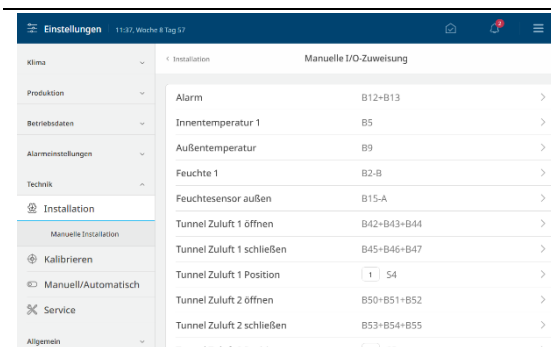 Einstellungen 11:37, Woche 8 Tag 57
2
Klima
Produktion
Betriebsdaten
Alarmeinstellungen
Technik
Installation
Manuelle Installation
Kalibrieren
Manuell/Automatisch
Service
Allgemein
Installation
Manuelle I/O-Zuweisung
Alarm B12+B13
Innentemperatur 1 B5
Außentemperatur B9
Feuchte 1 B2-B
Feuchtesensor außen B15-A
Tunnel Zuluft 1 öffnen B42+B43+B44
Tunnel Zuluft 1 schließen B45+B46+B47
Tunnel Zuluft 1 Position 1 S4
Tunnel Zuluft 2 öffnen B50+B51+B52
Tunnel Zuluft 2 schließen B53+B54+B55